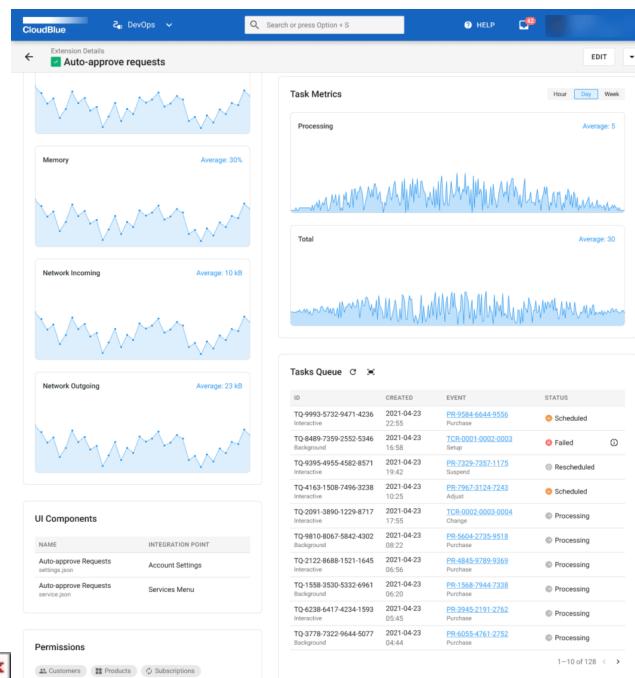 CloudBlue
DevOps
Search or press Option + S
HELP
42
Extension Details
Auto-approve requests
EDIT
Memory
Average: 30%
Network Incoming
Average: 10 kB
Network Outgoing
Average: 23 kB
UI Components
NAME INTEGRATION POINT
Auto-approve Requests
settings.json
Account Settings
Auto-approve Requests
service.json
Services Menu
Permissions
Customers Products Subscriptions
Task Metrics
Hour Day Week
Processing
Average: 5
Total
Average: 30
Tasks Queue
ID CREATED EVENT STATUS
TQ-9993-5732-9471-4236 2021-04-23 PR-9584-6644-9556 Scheduled
Interactive 22:55 Purchase
TQ-8489-7359-2552-5346 2021-04-23 TCR-0001-0002-0003 Failed
Background 16:58 Setup
TQ-9395-4955-4582-8571 2021-04-23 PR-7329-7357-1175 Rescheduled
Interactive 19:42 Suspend
TQ-4163-1508-7496-3238 2021-04-23 PR-7967-3124-7243 Scheduled
Interactive 10:25 Adjust
TQ-2091-3890-1229-8717 2021-04-23 TCR-0002-0003-0004 Processing
Interactive 17:55 Change
TQ-9810-8067-5842-4302 2021-04-23 PR-5604-2735-9518 Processing
Background 08:22 Purchase
TQ-2122-8688-1521-1645 2021-04-23 PR-4845-9789-9369 Processing
Interactive 06:56 Purchase
TQ-1558-3530-5332-6961 2021-04-23 PR-1568-7944-7338 Processing
Background 06:20 Purchase
TQ-6238-6417-4234-1593 2021-04-23 PR-3945-2191-2762 Processing
Interactive 05:45 Purchase
TQ-3778-7322-9644-5077 2021-04-23 PR-6055-4761-2752 Processing
Background 04:44 Purchase
1–10 of 128